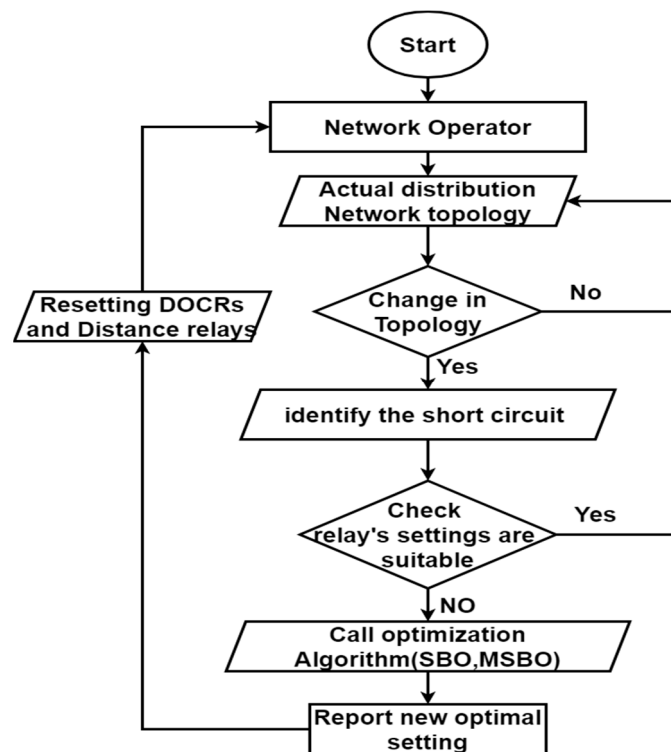 Start
Network Operator
Actual distribution
Network topology
Change in
Topology
No
Yes
Resetting DOCRs
and Distance relays
identify the short circuit
Check
relay's settings are
suitable
Yes
NO
Call optimization
Algorithm(SBO,MSBO)
Report new optimal
setting